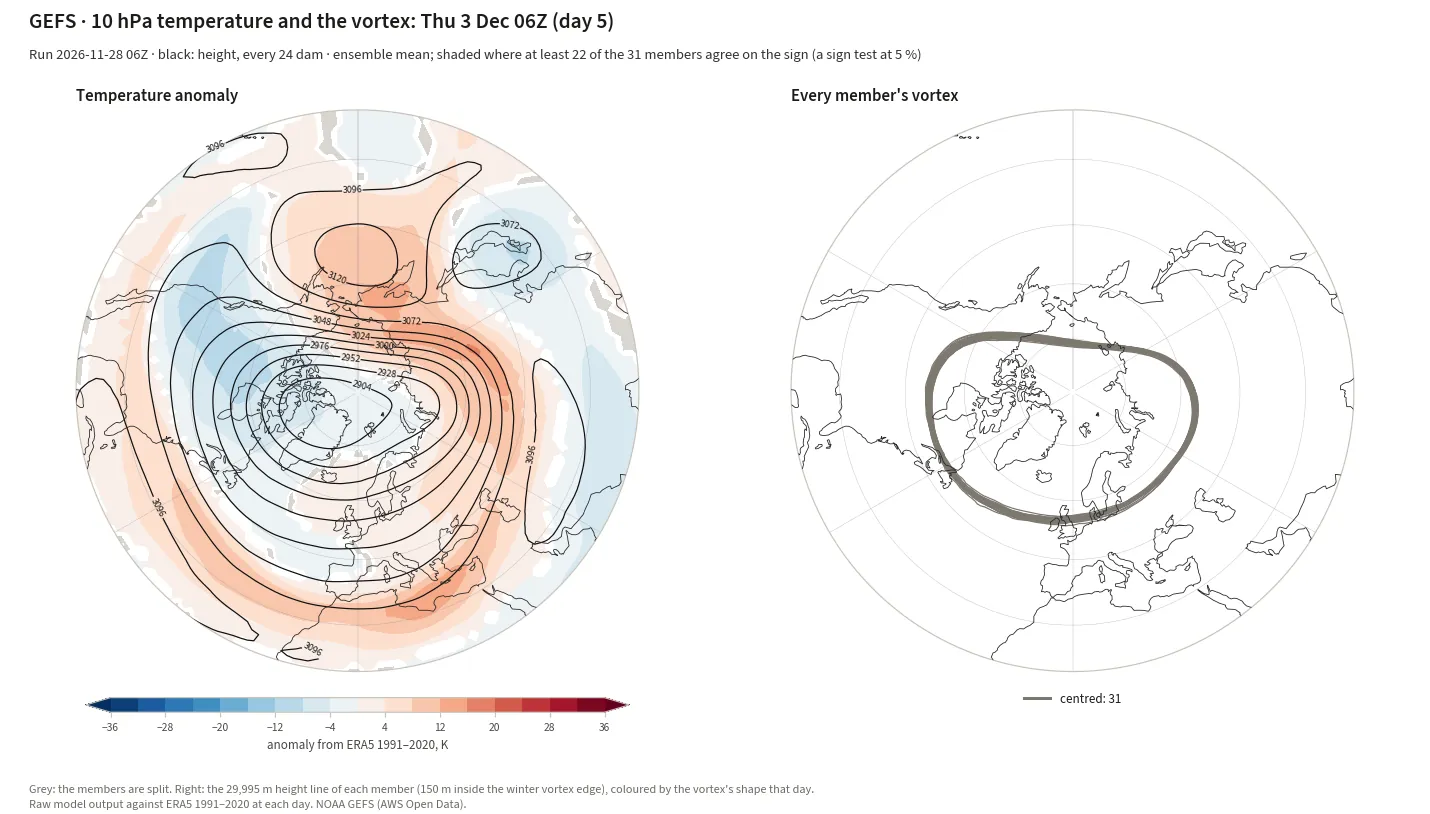 GEFS · 10 hPa temperature and the vortex: Thu 3 Dec 06Z (day 5)
Run 2026-11-28 06Z · black: height, every 24 dam · ensemble mean; shaded where at least 22 of the 31 members agree on the sign (a sign test at 5 %)
Temperature anomaly
Every member's vortex
3096
3096
3072
3120
3048
3072
3024
3000
2976
2952
2928
2904
3096
3096
3096
centred: 31
−36 −28 −20 −12 −4 4 12 20 28 36
anomaly from ERA5 1991–2020, K
Grey: the members are split. Right: the 29,995 m height line of each member (150 m inside the winter vortex edge), coloured by the vortex's shape that day.
Raw model output against ERA5 1991–2020 at each day. NOAA GEFS (AWS Open Data).